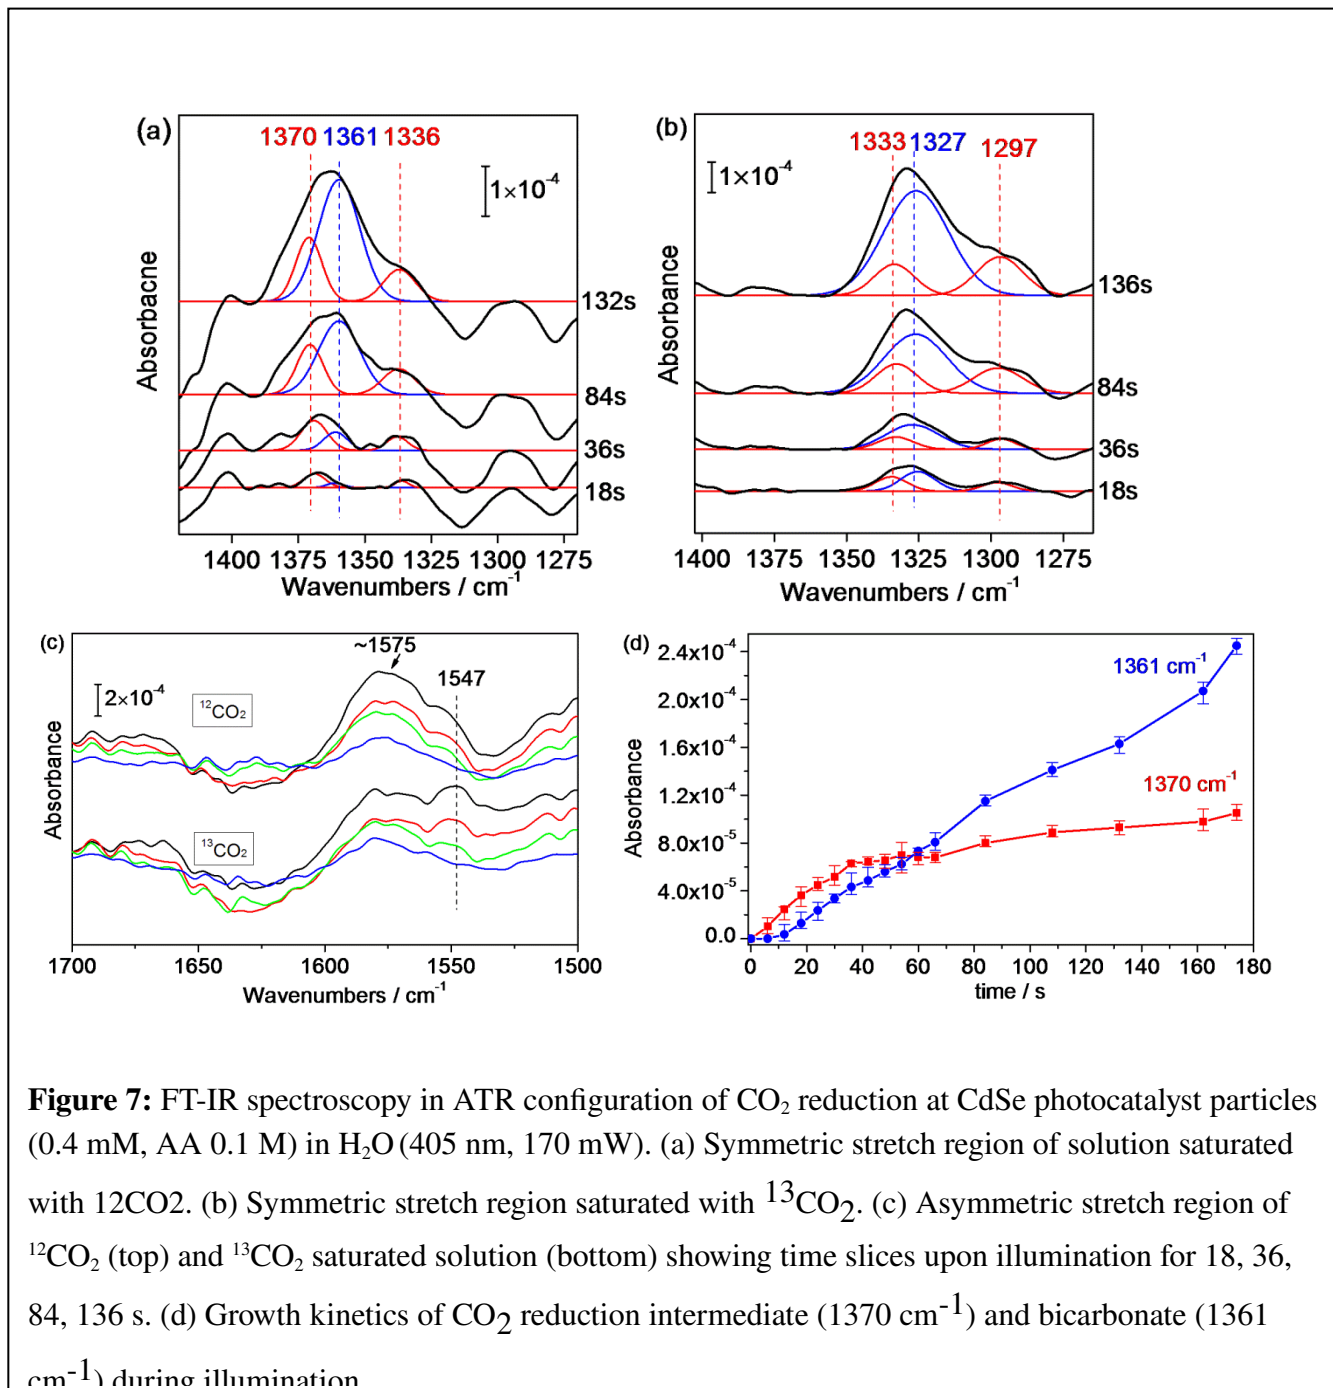 (a)
1370 1361 1336
1×10⁻⁴
Absorbacne
132s
84s
36s
18s
1400 1375 1350 1325 1300 1275
Wavenumbers / cm⁻¹
(b)
1333 1327 1297
1×10⁻⁴
Absorbance
136s
84s
36s
18s
1400 1375 1350 1325 1300 1275
Wavenumbers / cm⁻¹
(c)
~1575
1547
2×10⁻⁴
¹²CO₂
¹³CO₂
Absorbance
1700 1650 1600 1550 1500
Wavenumbers / cm⁻¹
(d)
2.4x10⁻⁴
2.0x10⁻⁴
1.6x10⁻⁴
1.2x10⁻⁴
8.0x10⁻⁵
4.0x10⁻⁵
0.0
Absorbance
1361 cm⁻¹
1370 cm⁻¹
0 20 40 60 80 100 120 140 160 180
time / s
Figure 7: FT-IR spectroscopy in ATR configuration of CO₂ reduction at CdSe photocatalyst particles
(0.4 mM, AA 0.1 M) in H₂O (405 nm, 170 mW). (a) Symmetric stretch region of solution saturated
with 12CO2. (b) Symmetric stretch region saturated with ¹³CO₂. (c) Asymmetric stretch region of
¹²CO₂ (top) and ¹³CO₂ saturated solution (bottom) showing time slices upon illumination for 18, 36,
84, 136 s. (d) Growth kinetics of CO₂ reduction intermediate (1370 cm⁻¹) and bicarbonate (1361
cm⁻¹) during illumination